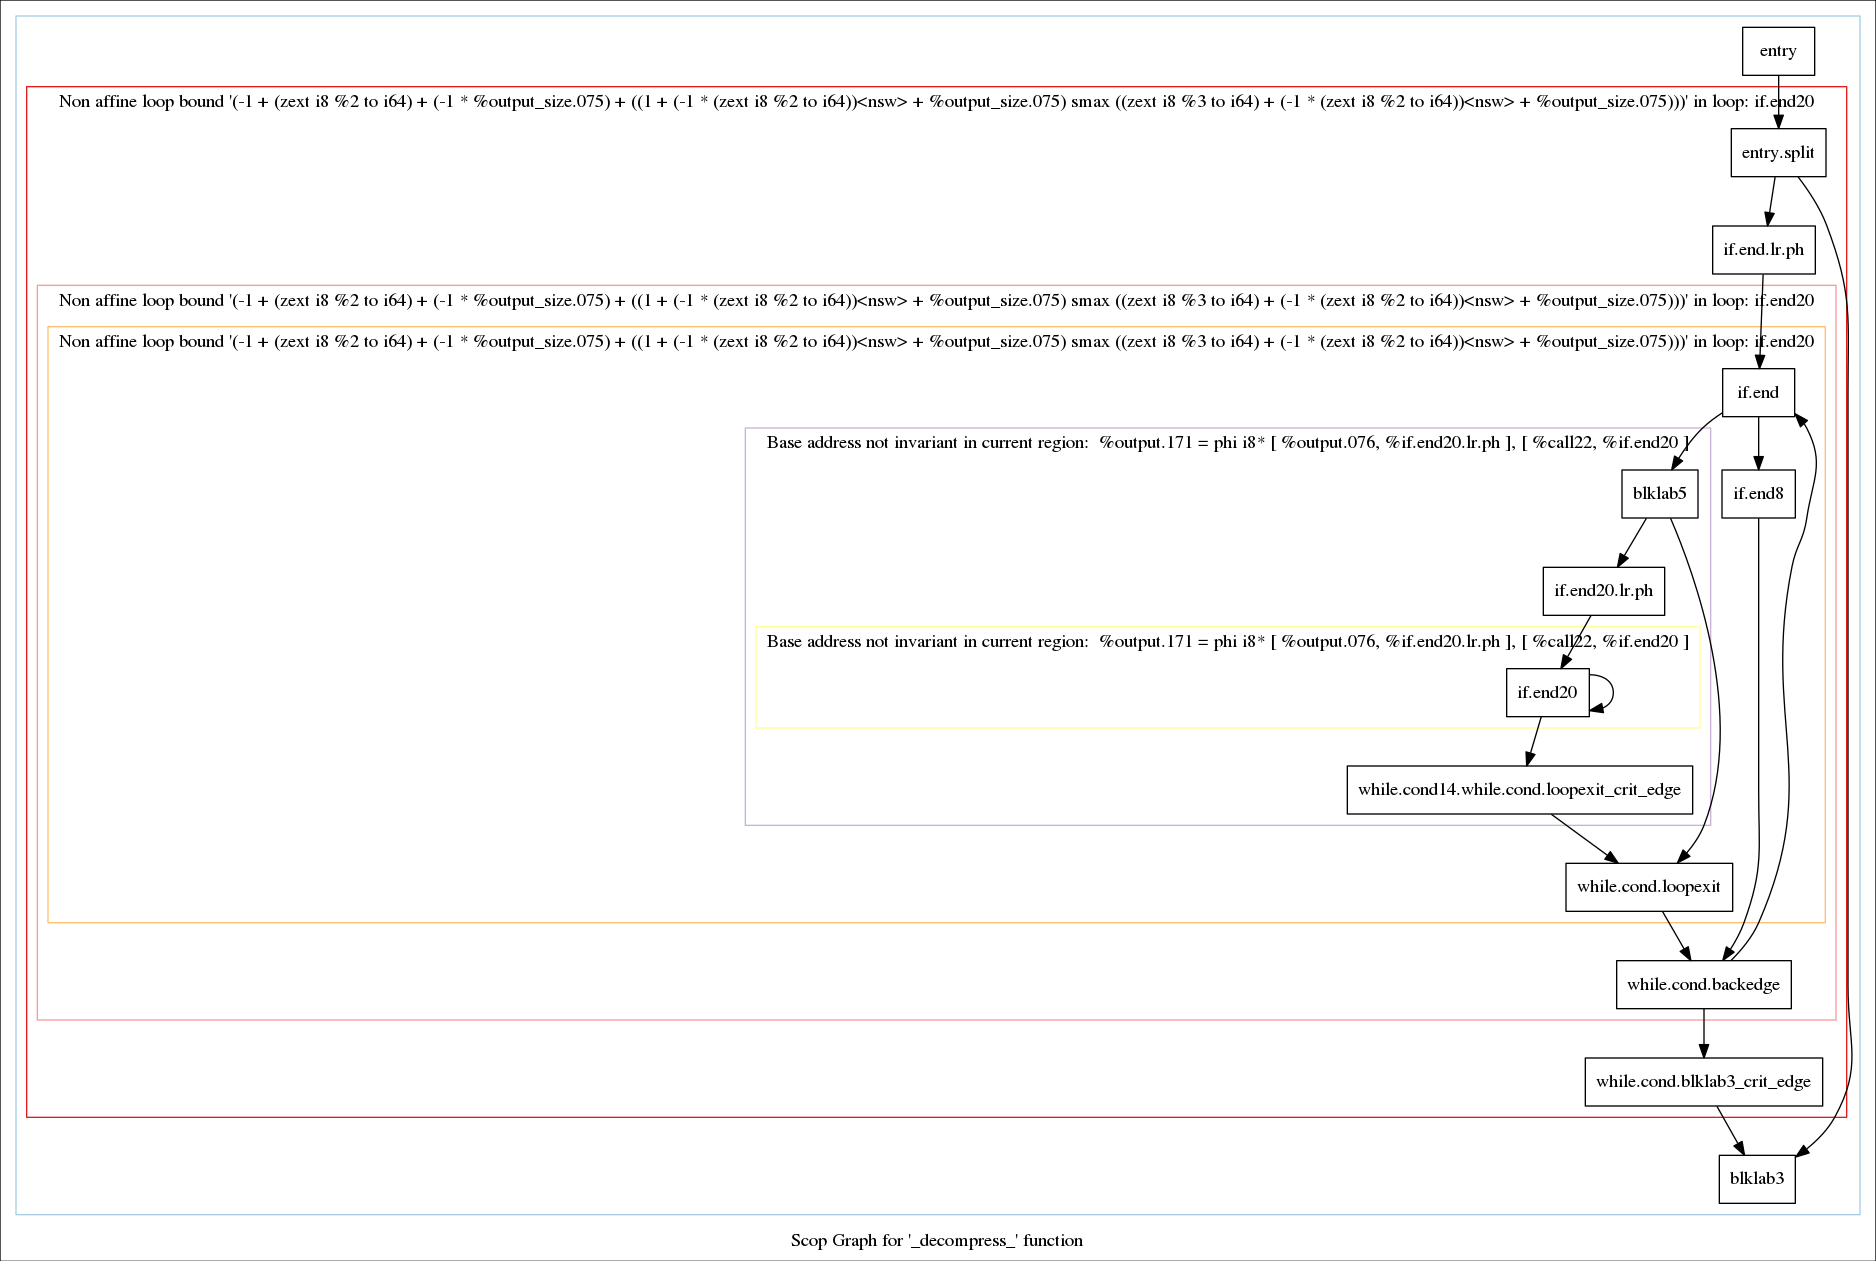 entry
Non affine loop bound '(-1 + (zext i8 %2 to i64) + (-1 * %output_size.075) + ((1 + (-1 * (zext i8 %2 to i64))<nsw> + %output_size.075) smax ((zext i8 %3 to i64) + (-1 * (zext i8 %2 to i64))<nsw> + %output_size.075)))' in loop: if.end20
entry.split
if.end.lr.ph
Non affine loop bound '(-1 + (zext i8 %2 to i64) + (-1 * %output_size.075) + ((1 + (-1 * (zext i8 %2 to i64))<nsw> + %output_size.075) smax ((zext i8 %3 to i64) + (-1 * (zext i8 %2 to i64))<nsw> + %output_size.075)))' in loop: if.end20
Non affine loop bound '(-1 + (zext i8 %2 to i64) + (-1 * %output_size.075) + ((1 + (-1 * (zext i8 %2 to i64))<nsw> + %output_size.075) smax ((zext i8 %3 to i64) + (-1 * (zext i8 %2 to i64))<nsw> + %output_size.075)))' in loop: if.end20
if.end
Base address not invariant in current region:  %output.171 = phi i8* [ %output.076, %if.end20.lr.ph ], [ %call22, %if.end20 ]
blklab5
if.end8
if.end20.lr.ph
Base address not invariant in current region:  %output.171 = phi i8* [ %output.076, %if.end20.lr.ph ], [ %call22, %if.end20 ]
if.end20
while.cond14.while.cond.loopexit_crit_edge
while.cond.loopexit
while.cond.backedge
while.cond.blklab3_crit_edge
blklab3
Scop Graph for '_decompress_' function